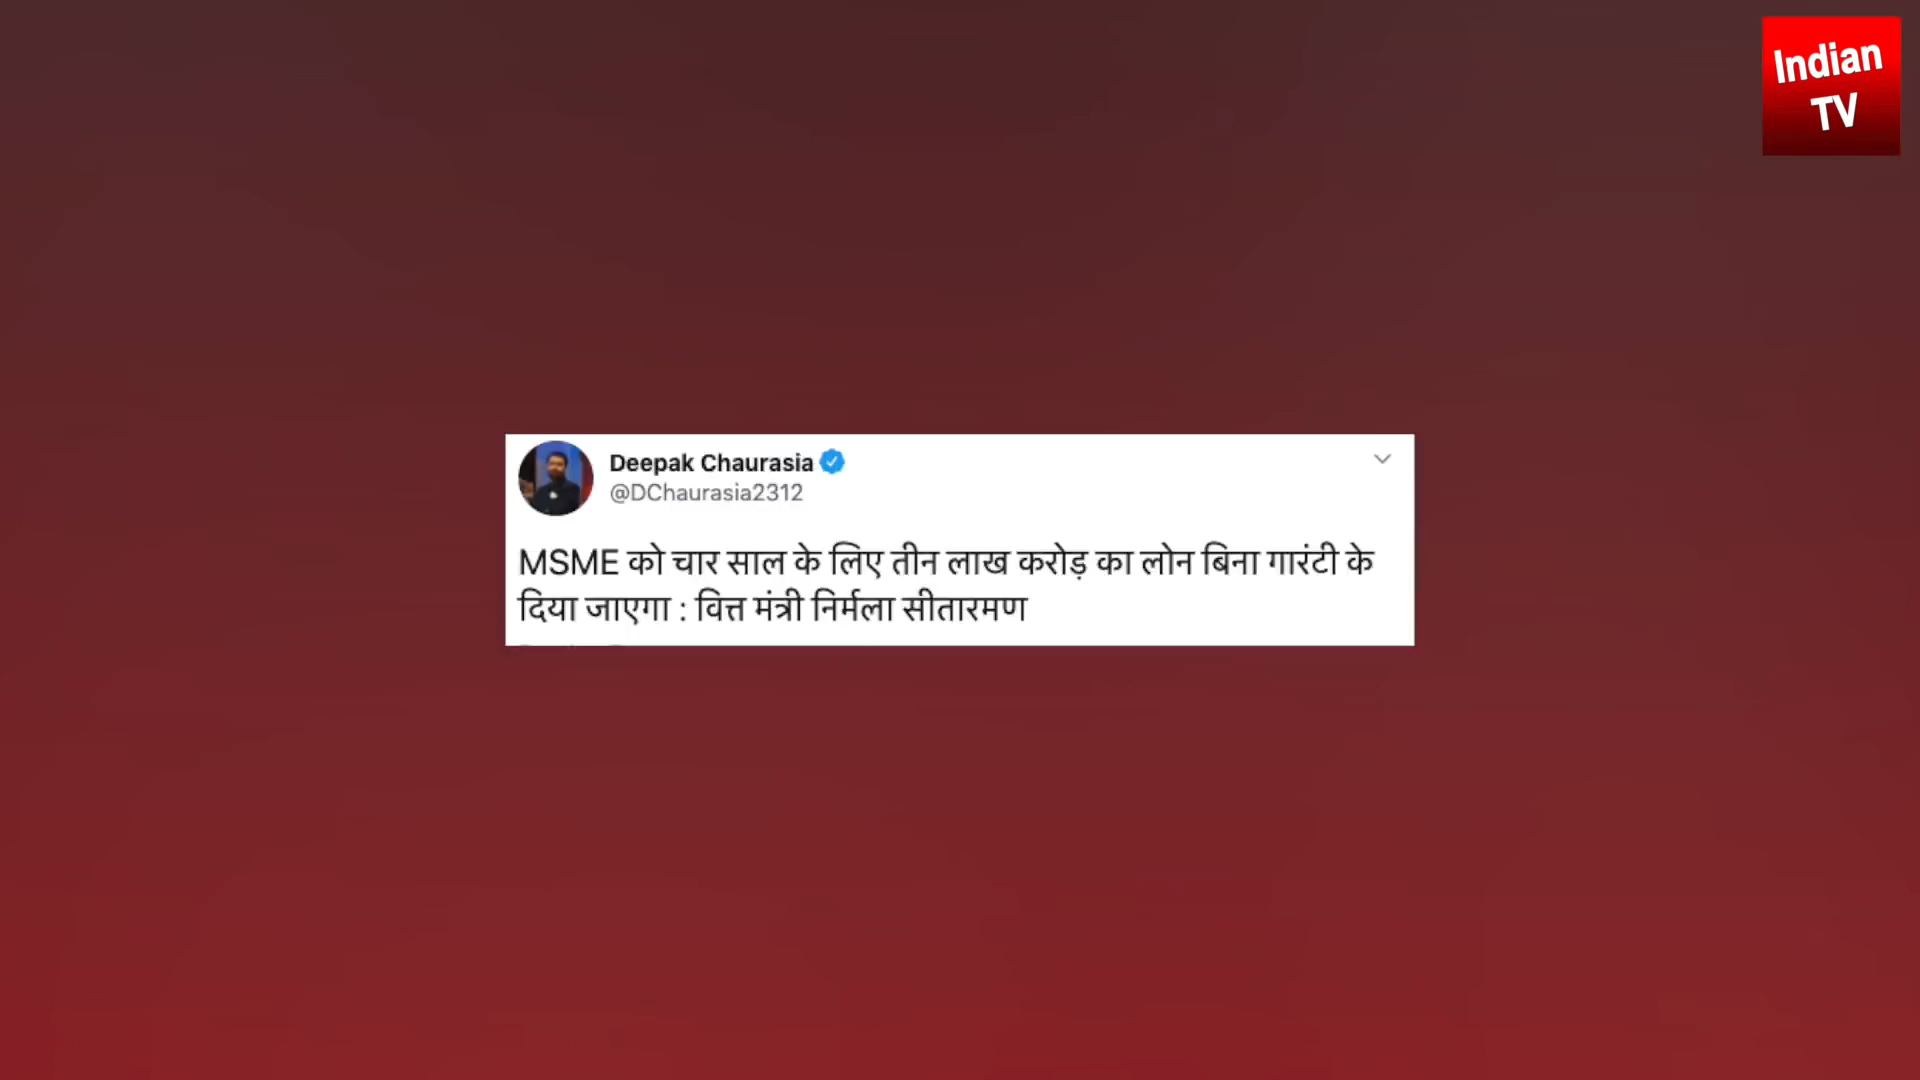 Indian
TV
Deepak Chaurasia
@DChaurasia2312
MSME को चार साल के लिए तीन लाख करोड़ का लोन बिना गारंटी के
दिया जाएगा : वित्त मंत्री निर्मला सीतारमण